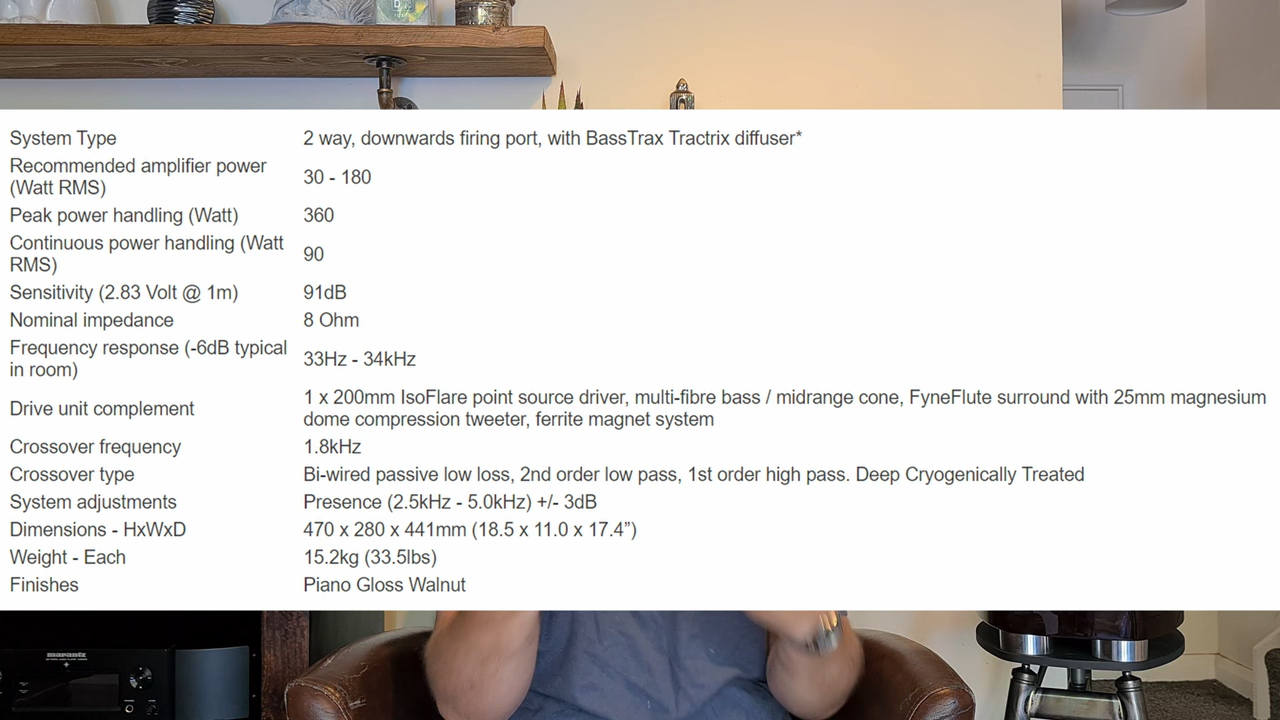 System Type
2 way, downwards firing port, with BassTrax Tractrix diffuser*
Recommended amplifier power
(Watt RMS)
30 - 180
Peak power handling (Watt)
360
Continuous power handling (Watt
RMS)
90
Sensitivity (2.83 Volt @ 1m)
91dB
Nominal impedance
8 Ohm
Frequency response (-6dB typical
in room)
33Hz - 34kHz
Drive unit complement
1 x 200mm IsoFlare point source driver, multi-fibre bass / midrange cone, FyneFlute surround with 25mm magnesium
dome compression tweeter, ferrite magnet system
Crossover frequency
1.8kHz
Crossover type
Bi-wired passive low loss, 2nd order low pass, 1st order high pass. Deep Cryogenically Treated
System adjustments
Presence (2.5kHz - 5.0kHz) +/- 3dB
Dimensions - HxWxD
470 x 280 x 441mm (18.5 x 11.0 x 17.4”)
Weight - Each
15.2kg (33.5lbs)
Finishes
Piano Gloss Walnut
marantz